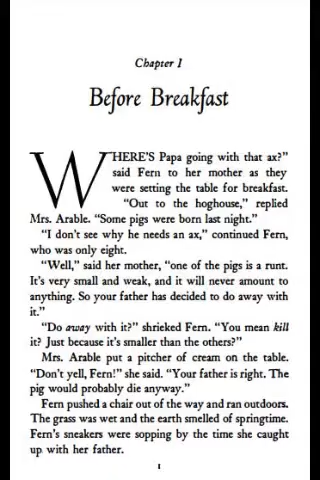 Chapter I
Before Breakfast
WHERE'S Papa going with that ax?"
said Fern to her mother as they
were setting the table for breakfast.
"Out to the hoghouse," replied
Mrs. Arable. "Some pigs were born last night."
"I don't see why he needs an ax," continued Fern,
who was only eight.
"Well," said her mother, "one of the pigs is a runt.
It's very small and weak, and it will never amount to
anything. So your father has decided to do away with
it."
"Do away with it?" shrieked Fern. "You mean kill
it? Just because it's smaller than the others?"
Mrs. Arable put a pitcher of cream on the table.
"Don't yell, Fern!" she said. "Your father is right. The
pig would probably die anyway."
Fern pushed a chair out of the way and ran outdoors.
The grass was wet and the earth smelled of springtime.
Fern's sneakers were sopping by the time she caught
up with her father.
1